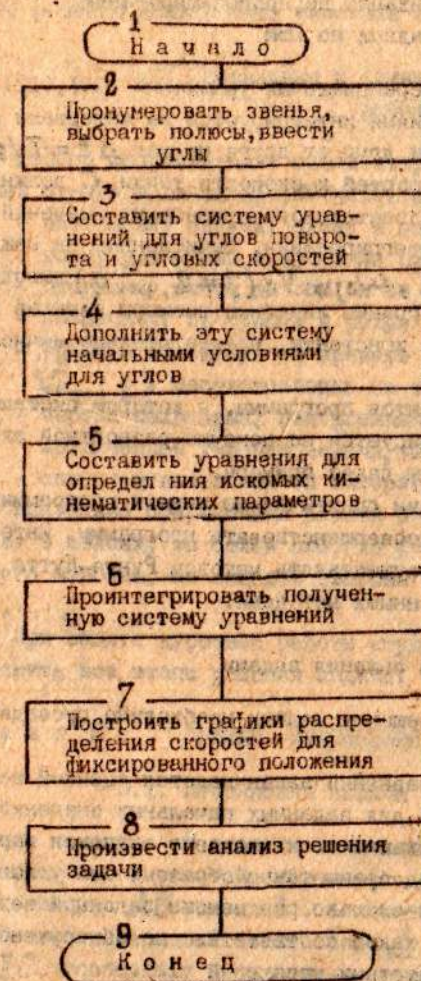 1
Начало
2
Пронумеровать звенья,
выбрать полюсы,ввести
углы
3
Составить систему урав-
нений для углов поворо-
та и угловых скоростей
4
Дополнить эту систему
начальными условиями
для углов
5
Составить уравнения для
определ ния искомых ки-
нематических параметров
6
Проинтегрировать получен-
ную систему уравнений
7
Построить графики распре-
деления скоростей для
фиксированного положения
8
Произвести анализ решения
задачи
9
Конец